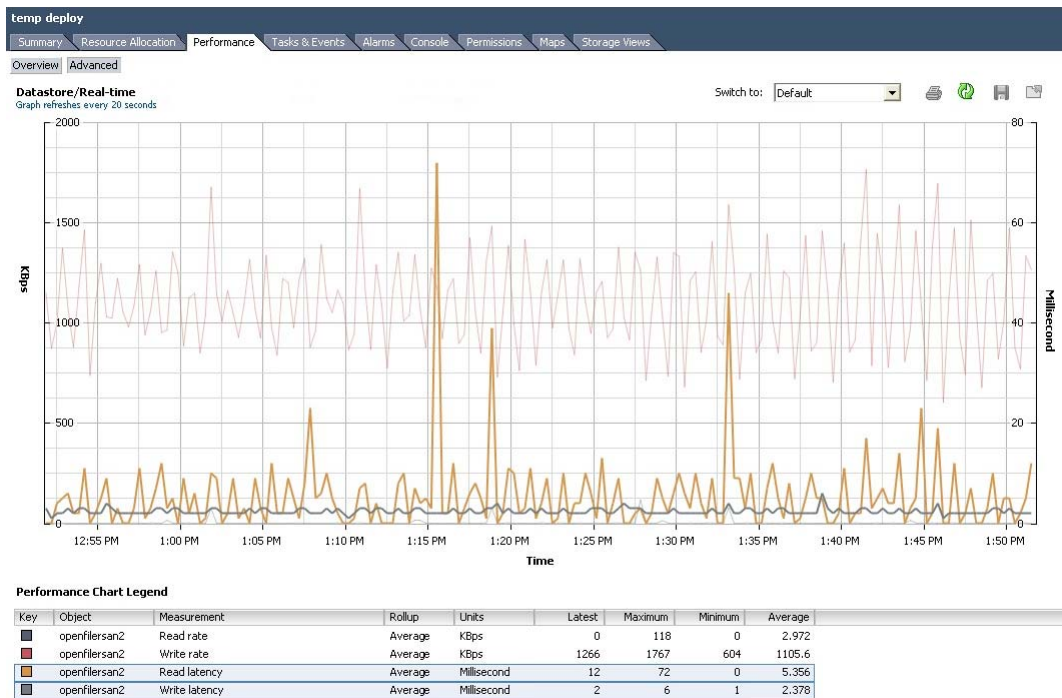 temp deploy
Summary Resource Allocation Performance Tasks & Events Alarms Console Permissions Maps Storage Views
Overview Advanced
Datastore/Real-time Switch to: Default
Graph refreshes every 20 seconds
2000 80
1500 60
KBps Millisecond
1000 40
500 20
0 0
12:55 PM 1:00 PM 1:05 PM 1:10 PM 1:15 PM 1:20 PM 1:25 PM 1:30 PM 1:35 PM 1:40 PM 1:45 PM 1:50 PM
Time
Performance Chart Legend
Key Object Measurement Rollup Units Latest Maximum Minimum Average
openfilersan2 Read rate Average KBps 0 118 0 2.972
openfilersan2 Write rate Average KBps 1266 1767 604 1105.6
openfilersan2 Read latency Average Millisecond 12 72 0 5.356
openfilersan2 Write latency Average Millisecond 2 6 1 2.378